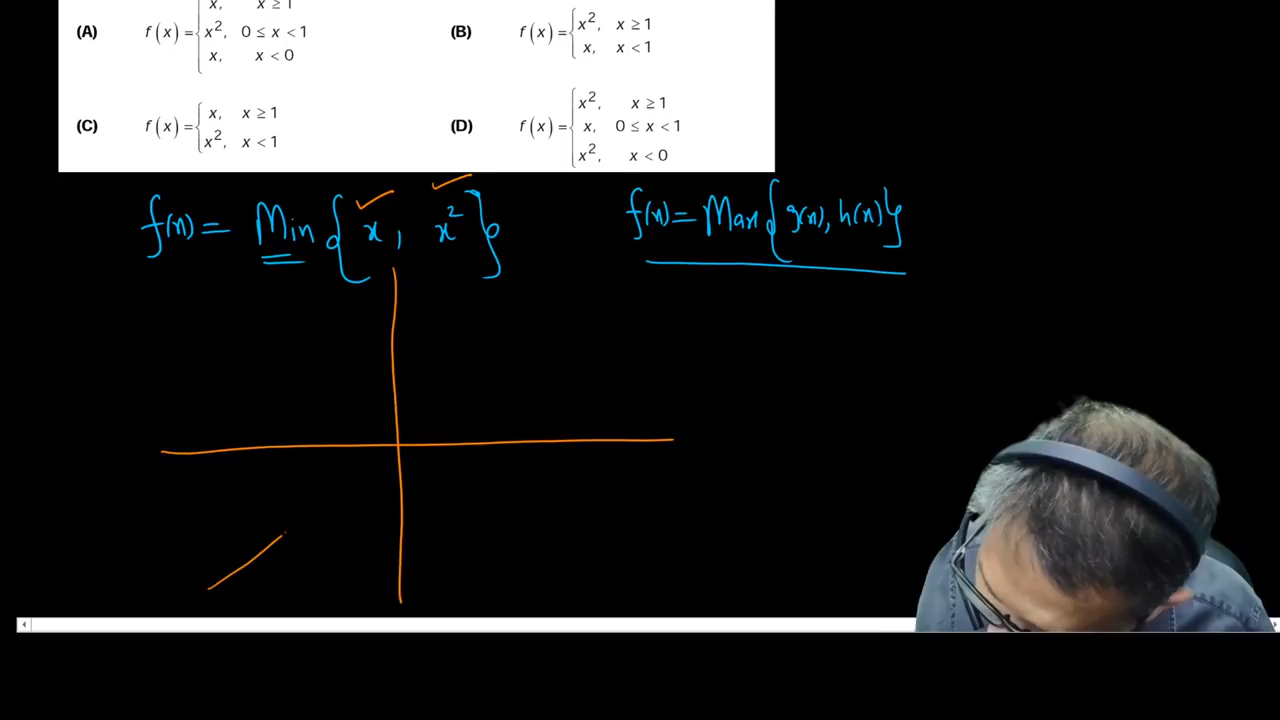 x, x ≥ 1
(A) f(x) = { x², 0 ≤ x < 1
x, x < 0
(B) f(x) = { x², x ≥ 1
x, x < 1
(C) f(x) = { x, x ≥ 1
x², x < 1
(D) f(x) = { x², x ≥ 1
x, 0 ≤ x < 1
x², x < 0
f(x) = Min { x, x² }
f(x) = Max { g(x), h(x) }